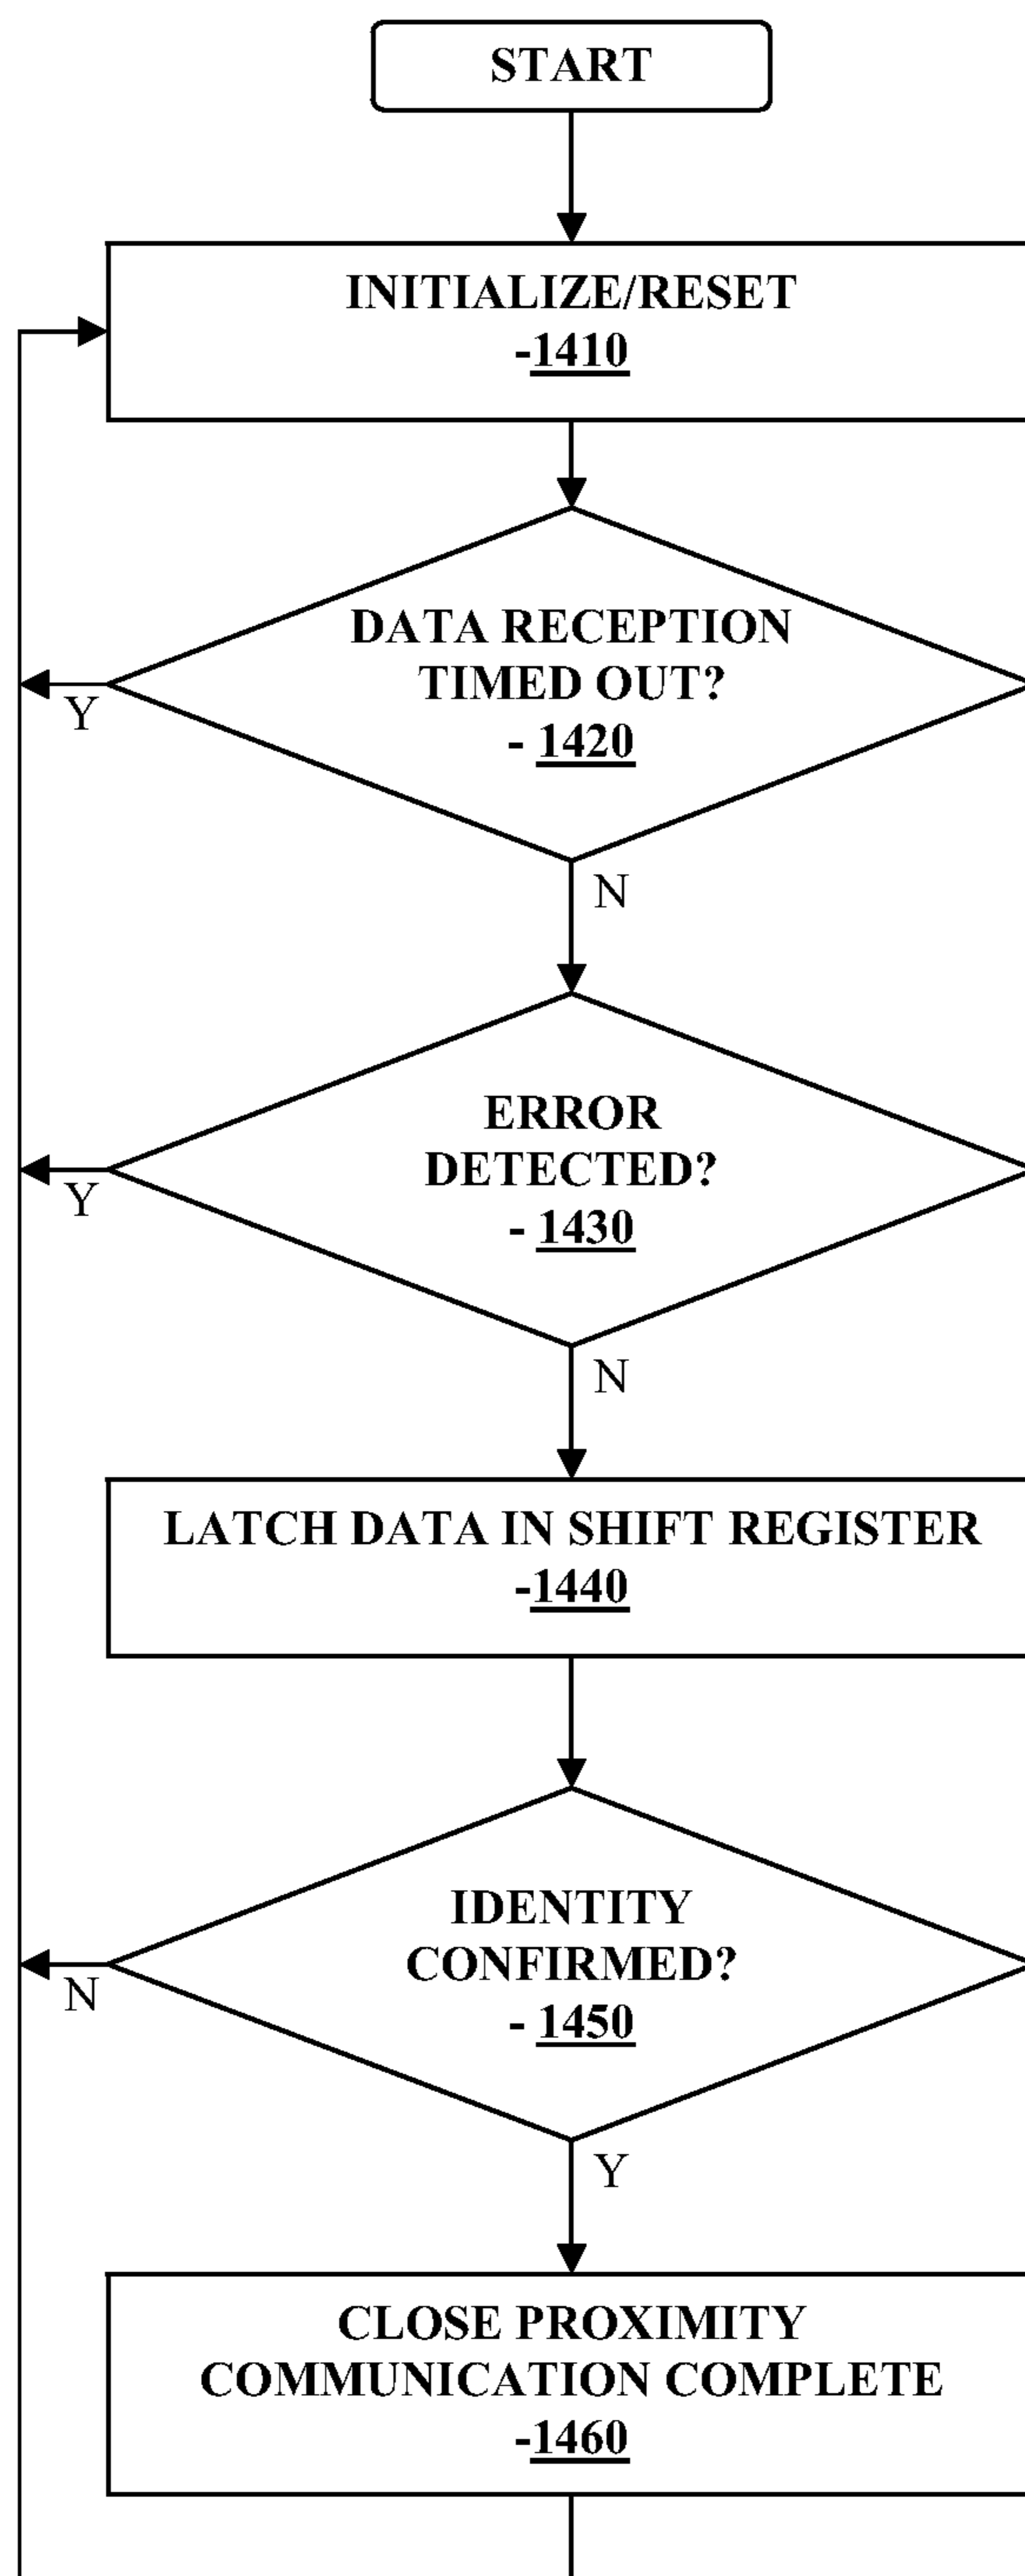 START
INITIALIZE/RESET
-1410
DATA RECEPTION
TIMED OUT?
- 1420
Y
N
ERROR
DETECTED?
- 1430
Y
N
LATCH DATA IN SHIFT REGISTER
-1440
IDENTITY
CONFIRMED?
- 1450
N
Y
CLOSE PROXIMITY
COMMUNICATION COMPLETE
-1460